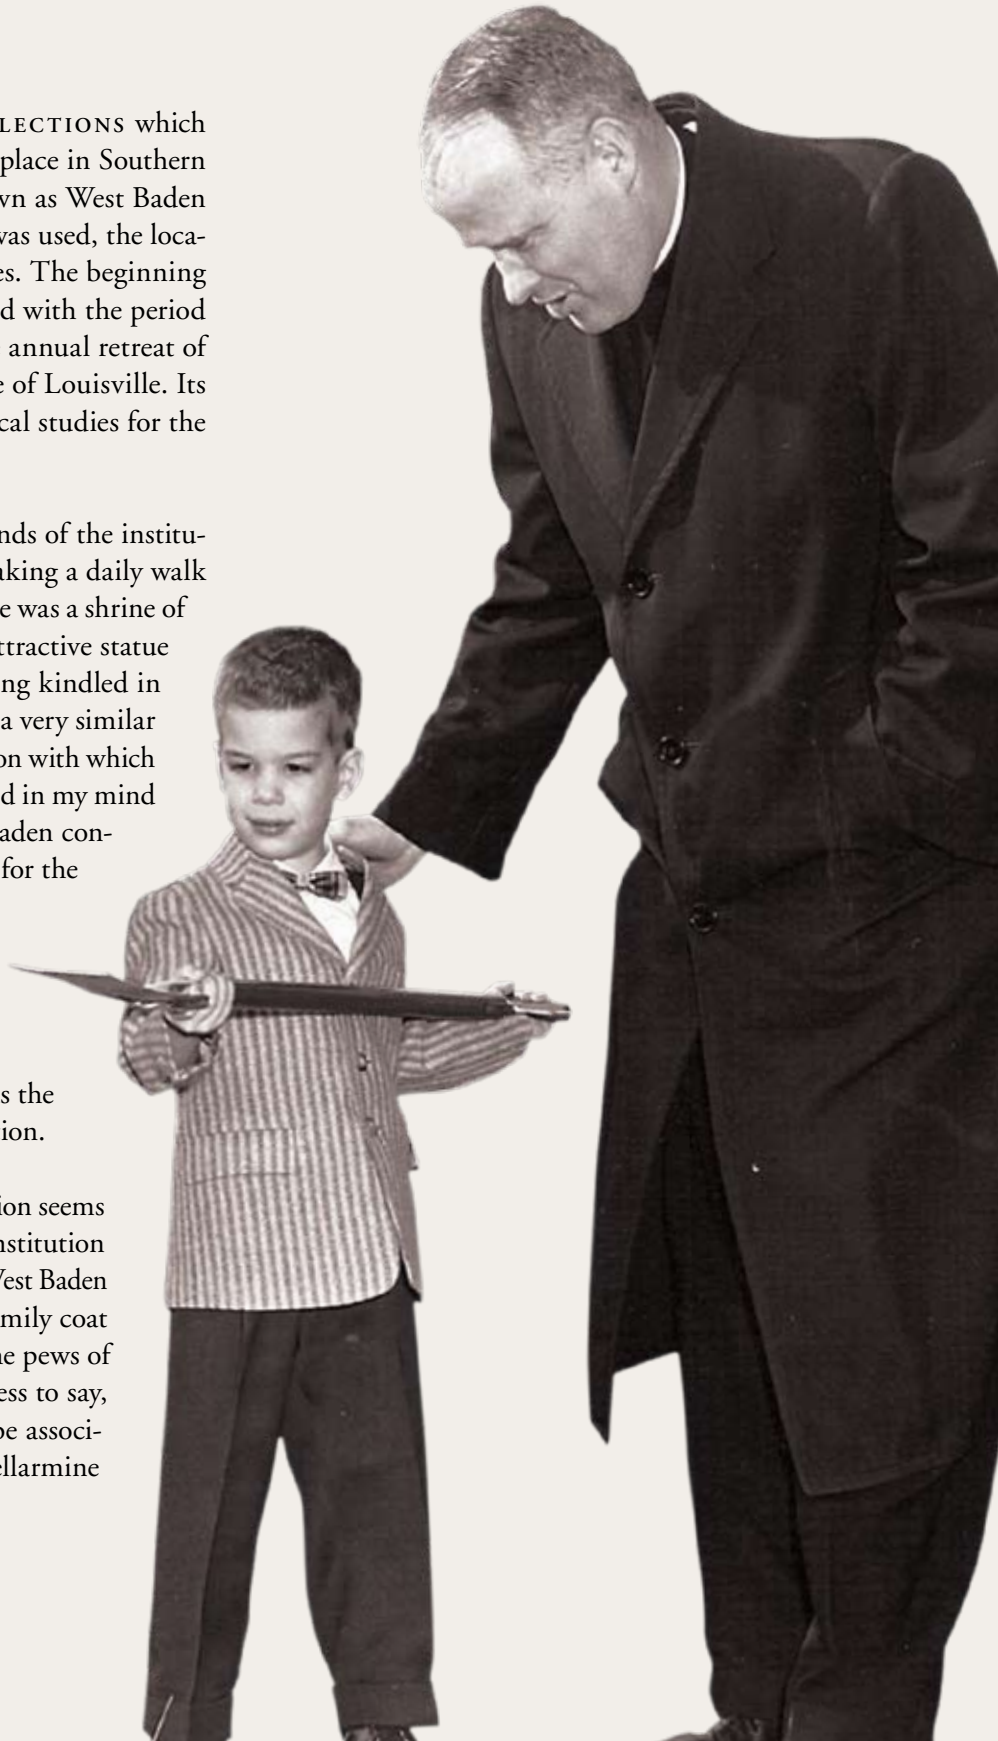 LECTIONS which
place in Southern
wn as West Baden
was used, the loca-
es. The beginning
d with the period
annual retreat of
e of Louisville. Its
cal studies for the
nds of the institu-
aking a daily walk
e was a shrine of
ttractive statue
ng kindled in
a very similar
on with which
d in my mind
aden con-
for the
s the
ion.
ion seems
nstitution
West Baden
mily coat
he pews of
ess to say,
be associ-
ellarmine